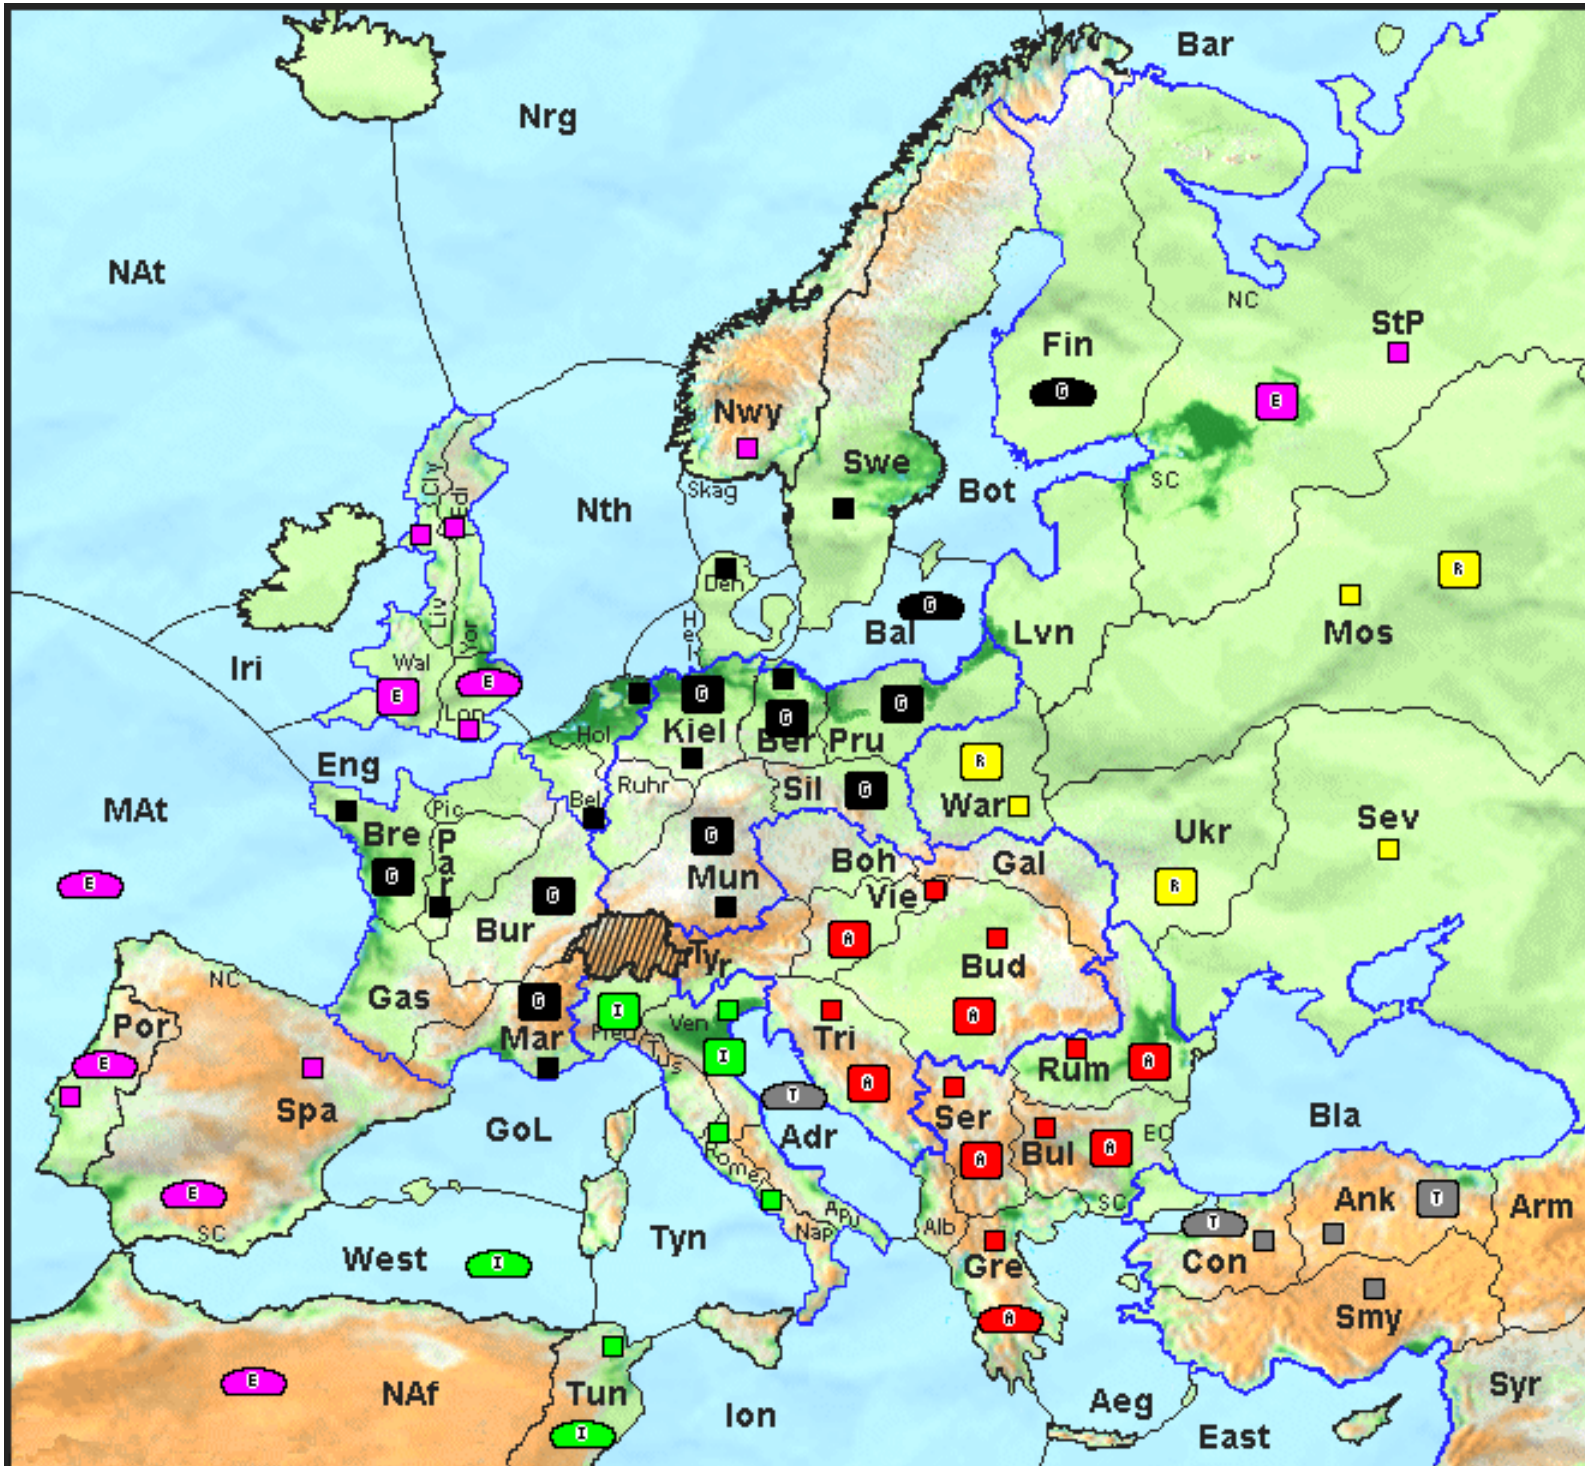 Bar
Nrg
NAt
NC
StP
Fin
G
E
Nwy
Swe
Cly
Edi
Skag
Bot
SC
Nth
R
Den
G
Bal
Lvn
Mos
Liv
Yor
Hel
Iri
Wal
E
E
Lon
G
G
G
Kiel
Ber
Pru
Hol
R
Eng
Ruhr
Sil
G
War
MAt
Pic
Bel
Bre
Par
G
Mun
Boh
Gal
Ukr
Sev
E
G
G
Vie
R
Bur
Tyr
A
Bud
NC
Gas
G
I
Pied
Ven
Por
Mar
Tus
Tri
A
E
I
Rum
A
Spa
T
A
Ser
GoL
Adr
Bla
EC
A
Bul
A
Rome
E
SC
Ank
T
Arm
SC
Apu
Nap
Alb
T
West
I
Tyn
Gre
Con
A
Smy
E
NAf
Tun
I
Ion
Aeg
East
Syr